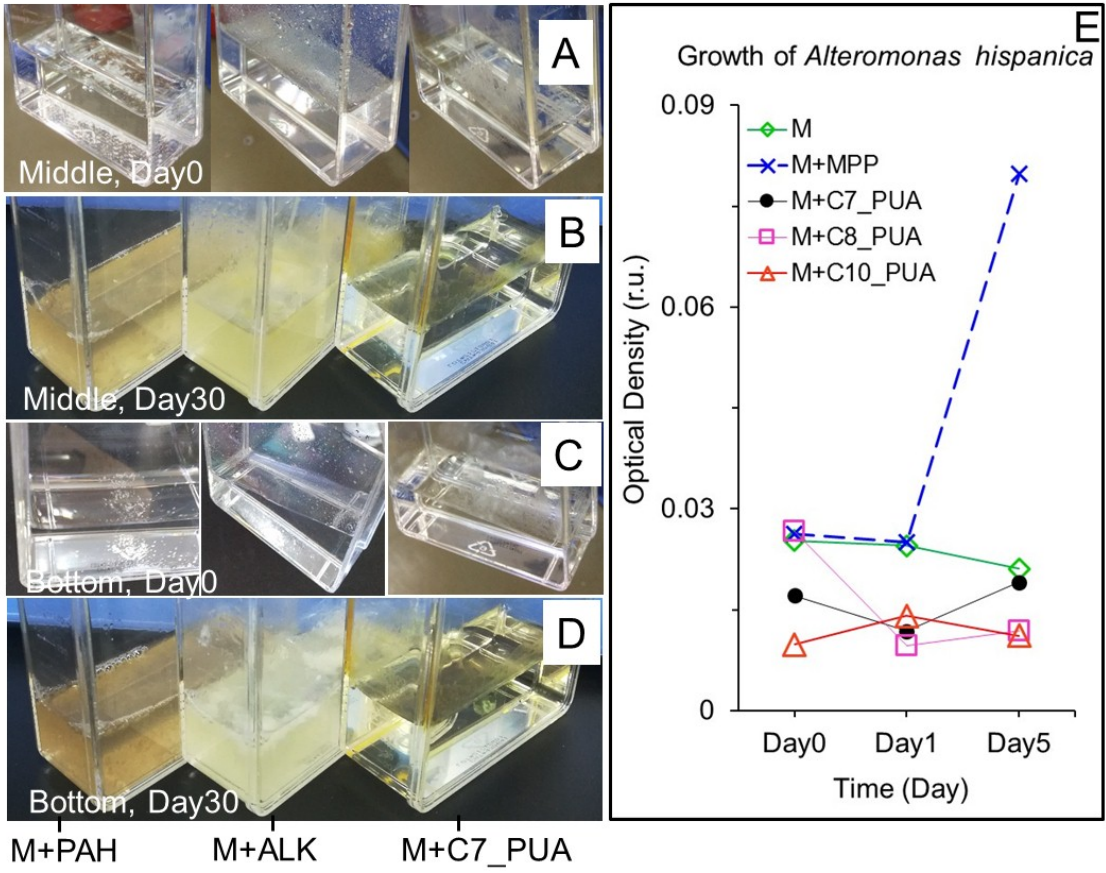 A
Middle, Day0
B
Middle, Day30
C
Bottom, Day0
D
Bottom, Day30
M+PAH
M+ALK
M+C7_PUA
E
Growth of Alteromonas hispanica
0.09
0.06
0.03
0
Optical Density (r.u.)
M
M+MPP
M+C7_PUA
M+C8_PUA
M+C10_PUA
Day0
Day1
Day5
Time (Day)